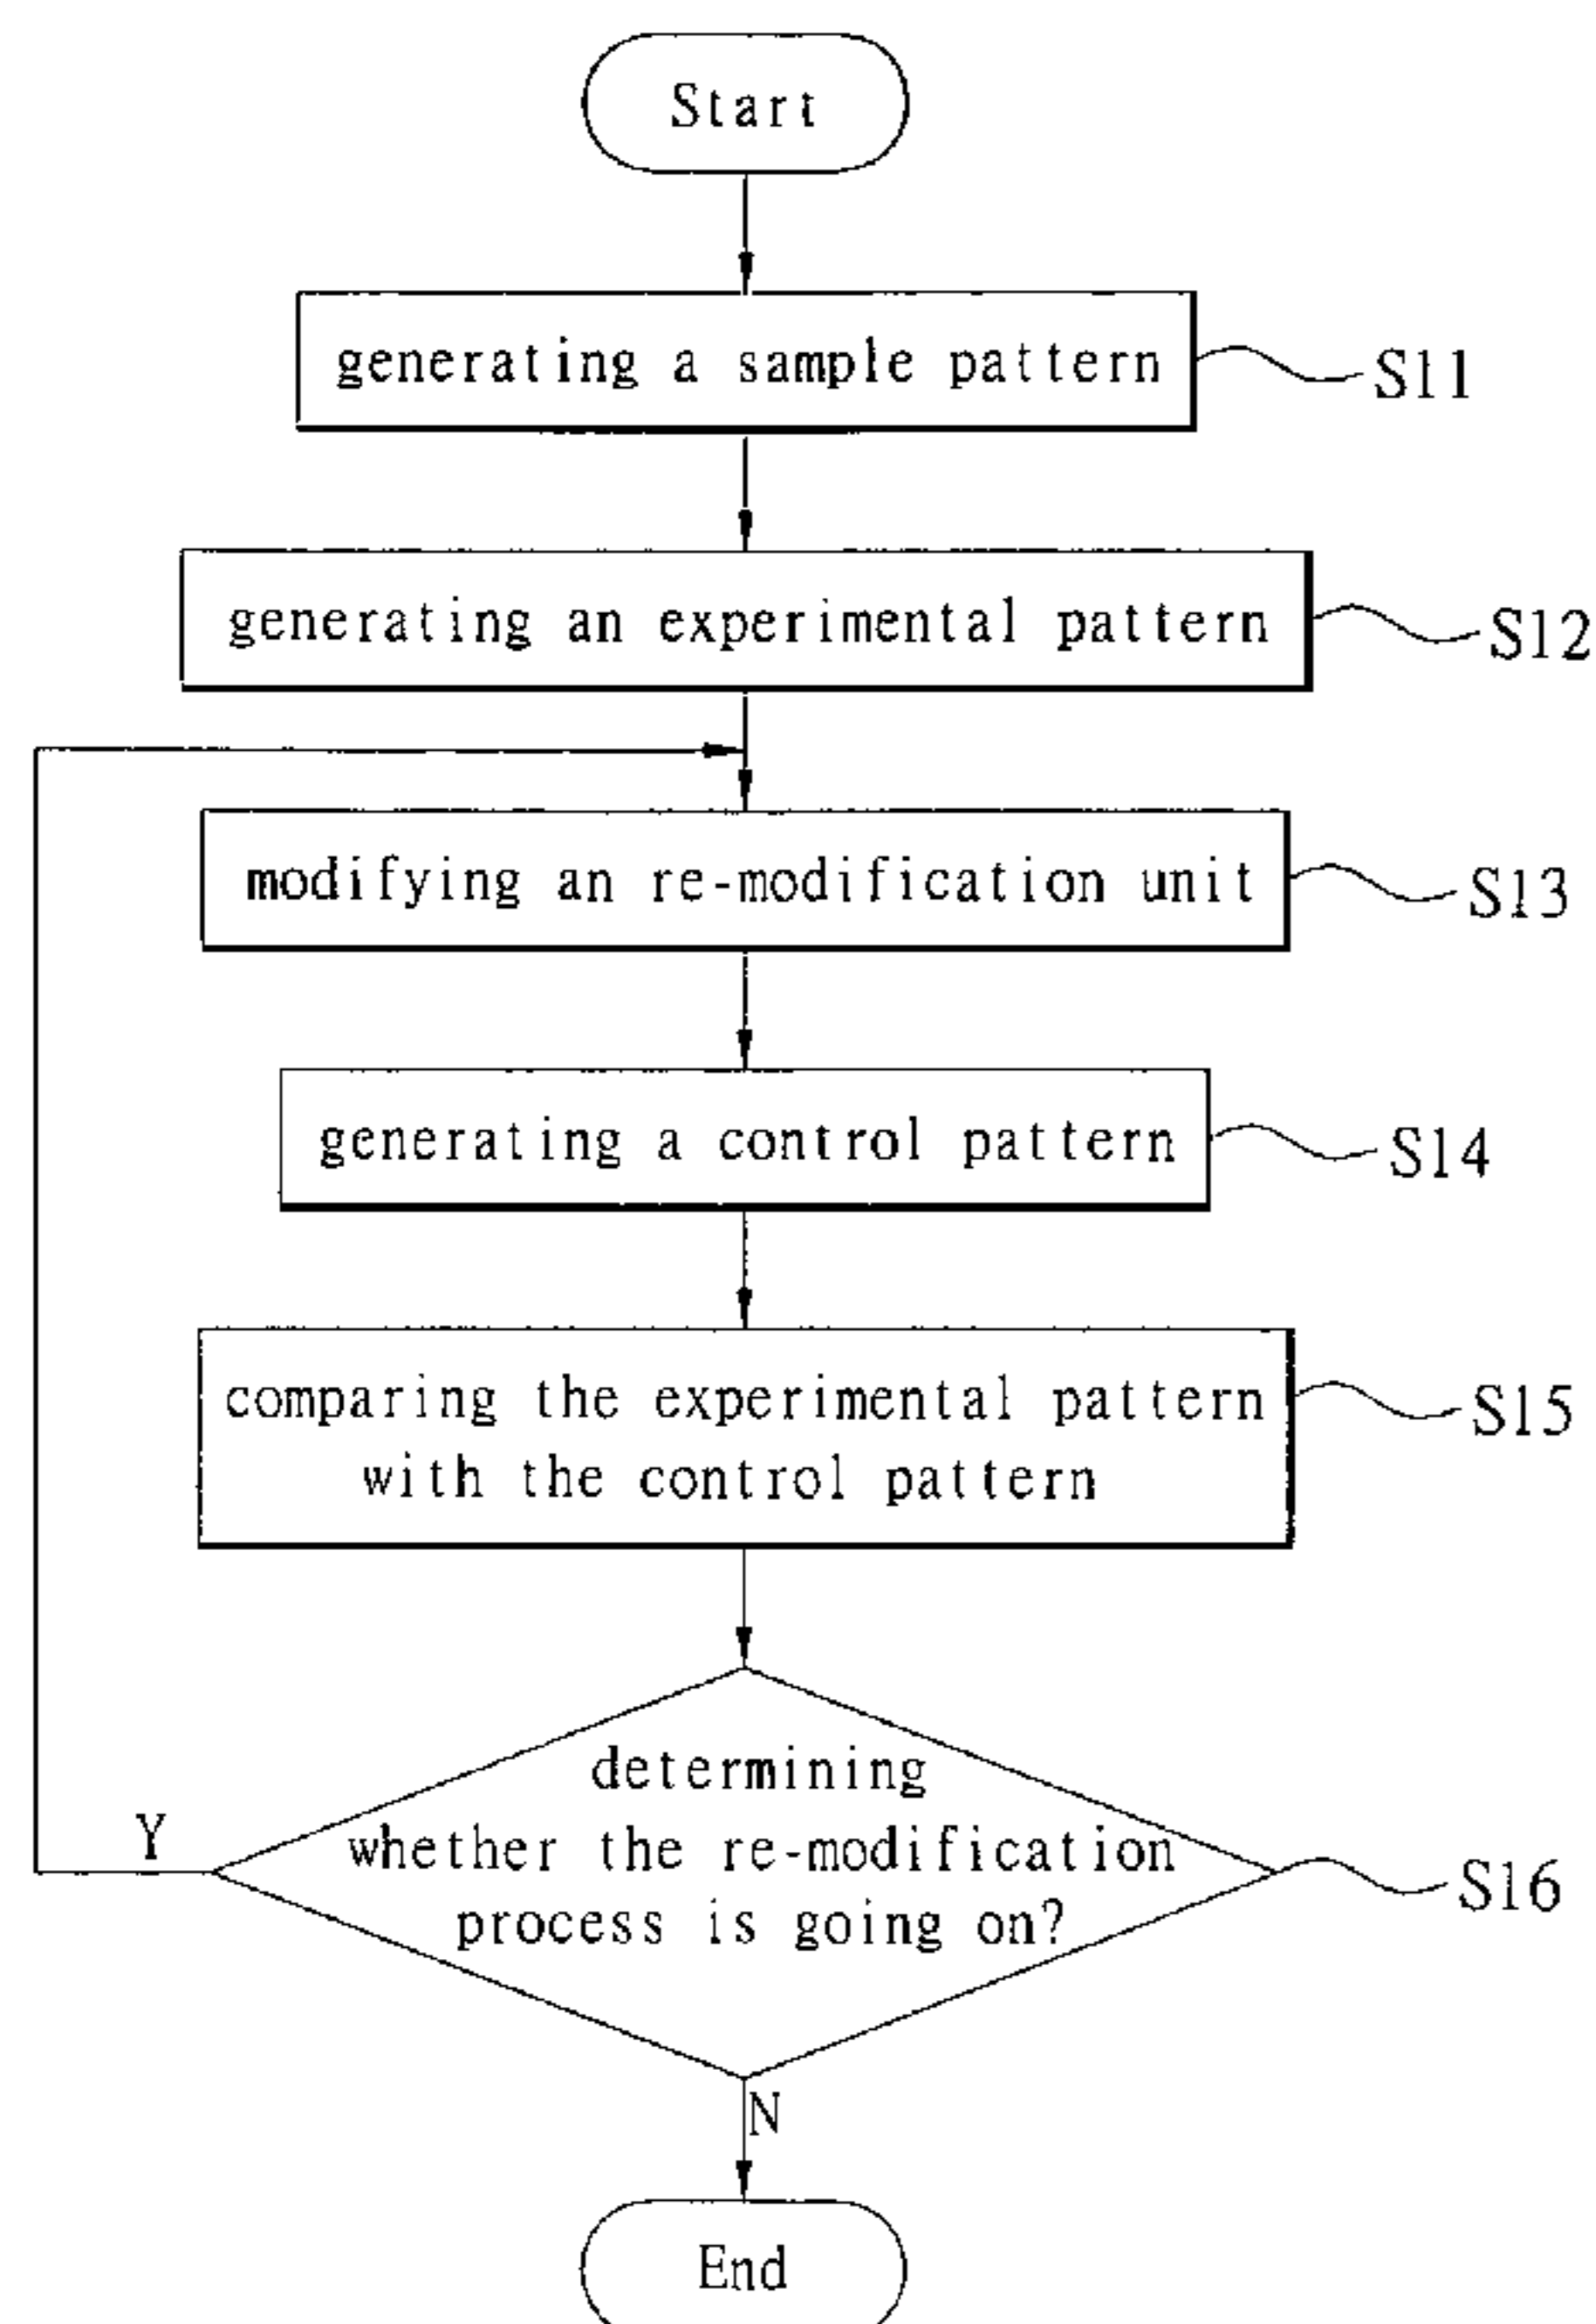 Start
generating a sample pattern
S11
generating an experimental pattern
S12
modifying an re-modification unit
S13
generating a control pattern
S14
comparing the experimental pattern
with the control pattern
S15
determining
whether the re-modification
process is going on?
Y
S16
N
End